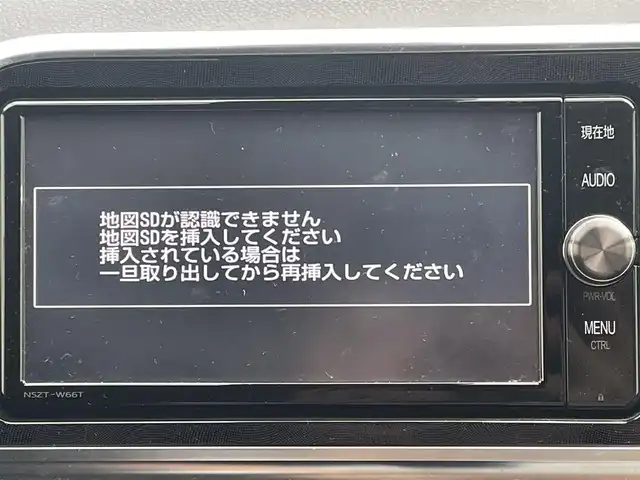 地図SDが認識できません
地図SDを挿入してください
挿入されている場合は
一旦取り出してから再挿入してください
現在地
AUDIO
PWR-VOL
MENU
CTRL
NSZT-W66T